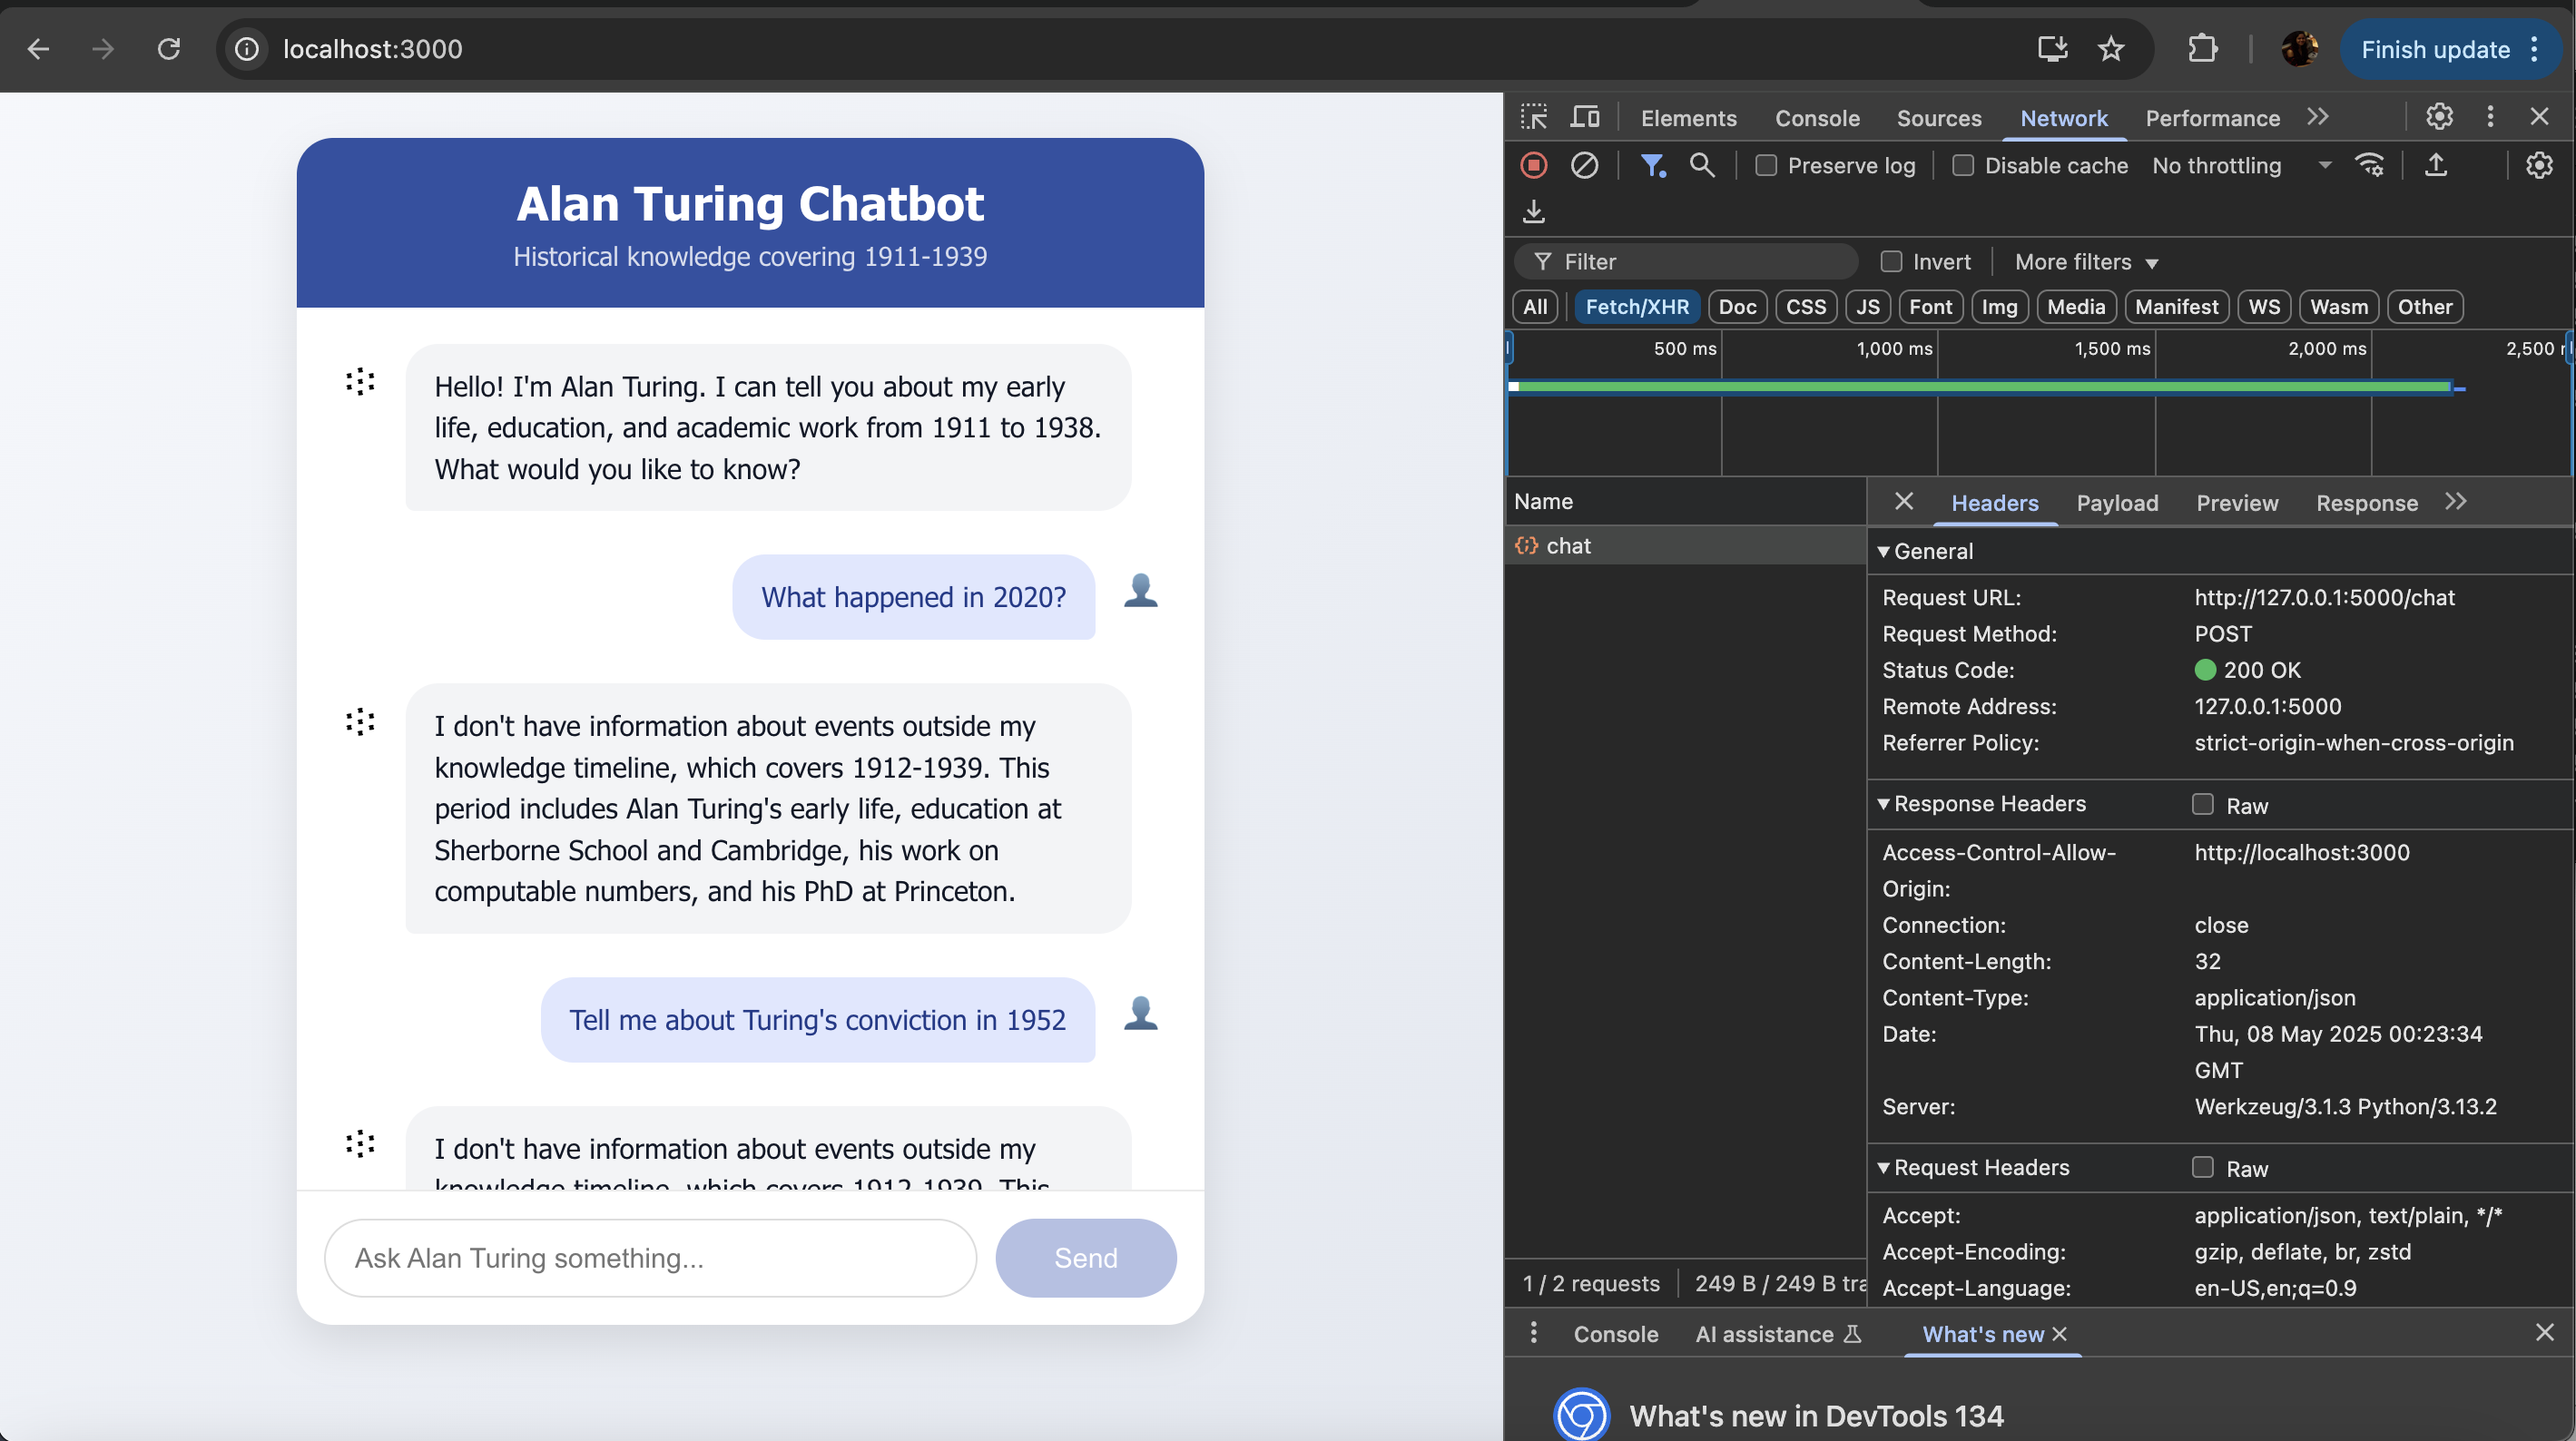 localhost:3000
Finish update
Alan Turing Chatbot
Historical knowledge covering 1911-1939
Hello! I'm Alan Turing. I can tell you about my early
life, education, and academic work from 1911 to 1938.
What would you like to know?
What happened in 2020?
I don't have information about events outside my
knowledge timeline, which covers 1912-1939. This
period includes Alan Turing's early life, education at
Sherborne School and Cambridge, his work on
computable numbers, and his PhD at Princeton.
Tell me about Turing's conviction in 1952
I don't have information about events outside my
knowledge timeline, which covers 1912-1939. This
Ask Alan Turing something...
Send
Elements Console Sources Network Performance
Preserve log Disable cache No throttling
Filter Invert More filters
All Fetch/XHR Doc CSS JS Font Img Media Manifest WS Wasm Other
500 ms 1,000 ms 1,500 ms 2,000 ms 2,500
Name
chat
Headers Payload Preview Response
General
Request URL: http://127.0.0.1:5000/chat
Request Method: POST
Status Code: 200 OK
Remote Address: 127.0.0.1:5000
Referrer Policy: strict-origin-when-cross-origin
Response Headers Raw
Access-Control-Allow- http://localhost:3000
Origin:
Connection: close
Content-Length: 32
Content-Type: application/json
Date: Thu, 08 May 2025 00:23:34
GMT
Server: Werkzeug/3.1.3 Python/3.13.2
Request Headers Raw
Accept: application/json, text/plain, */*
Accept-Encoding: gzip, deflate, br, zstd
Accept-Language: en-US,en;q=0.9
1 / 2 requests 249 B / 249 B tra
Console AI assistance What's new
What's new in DevTools 134